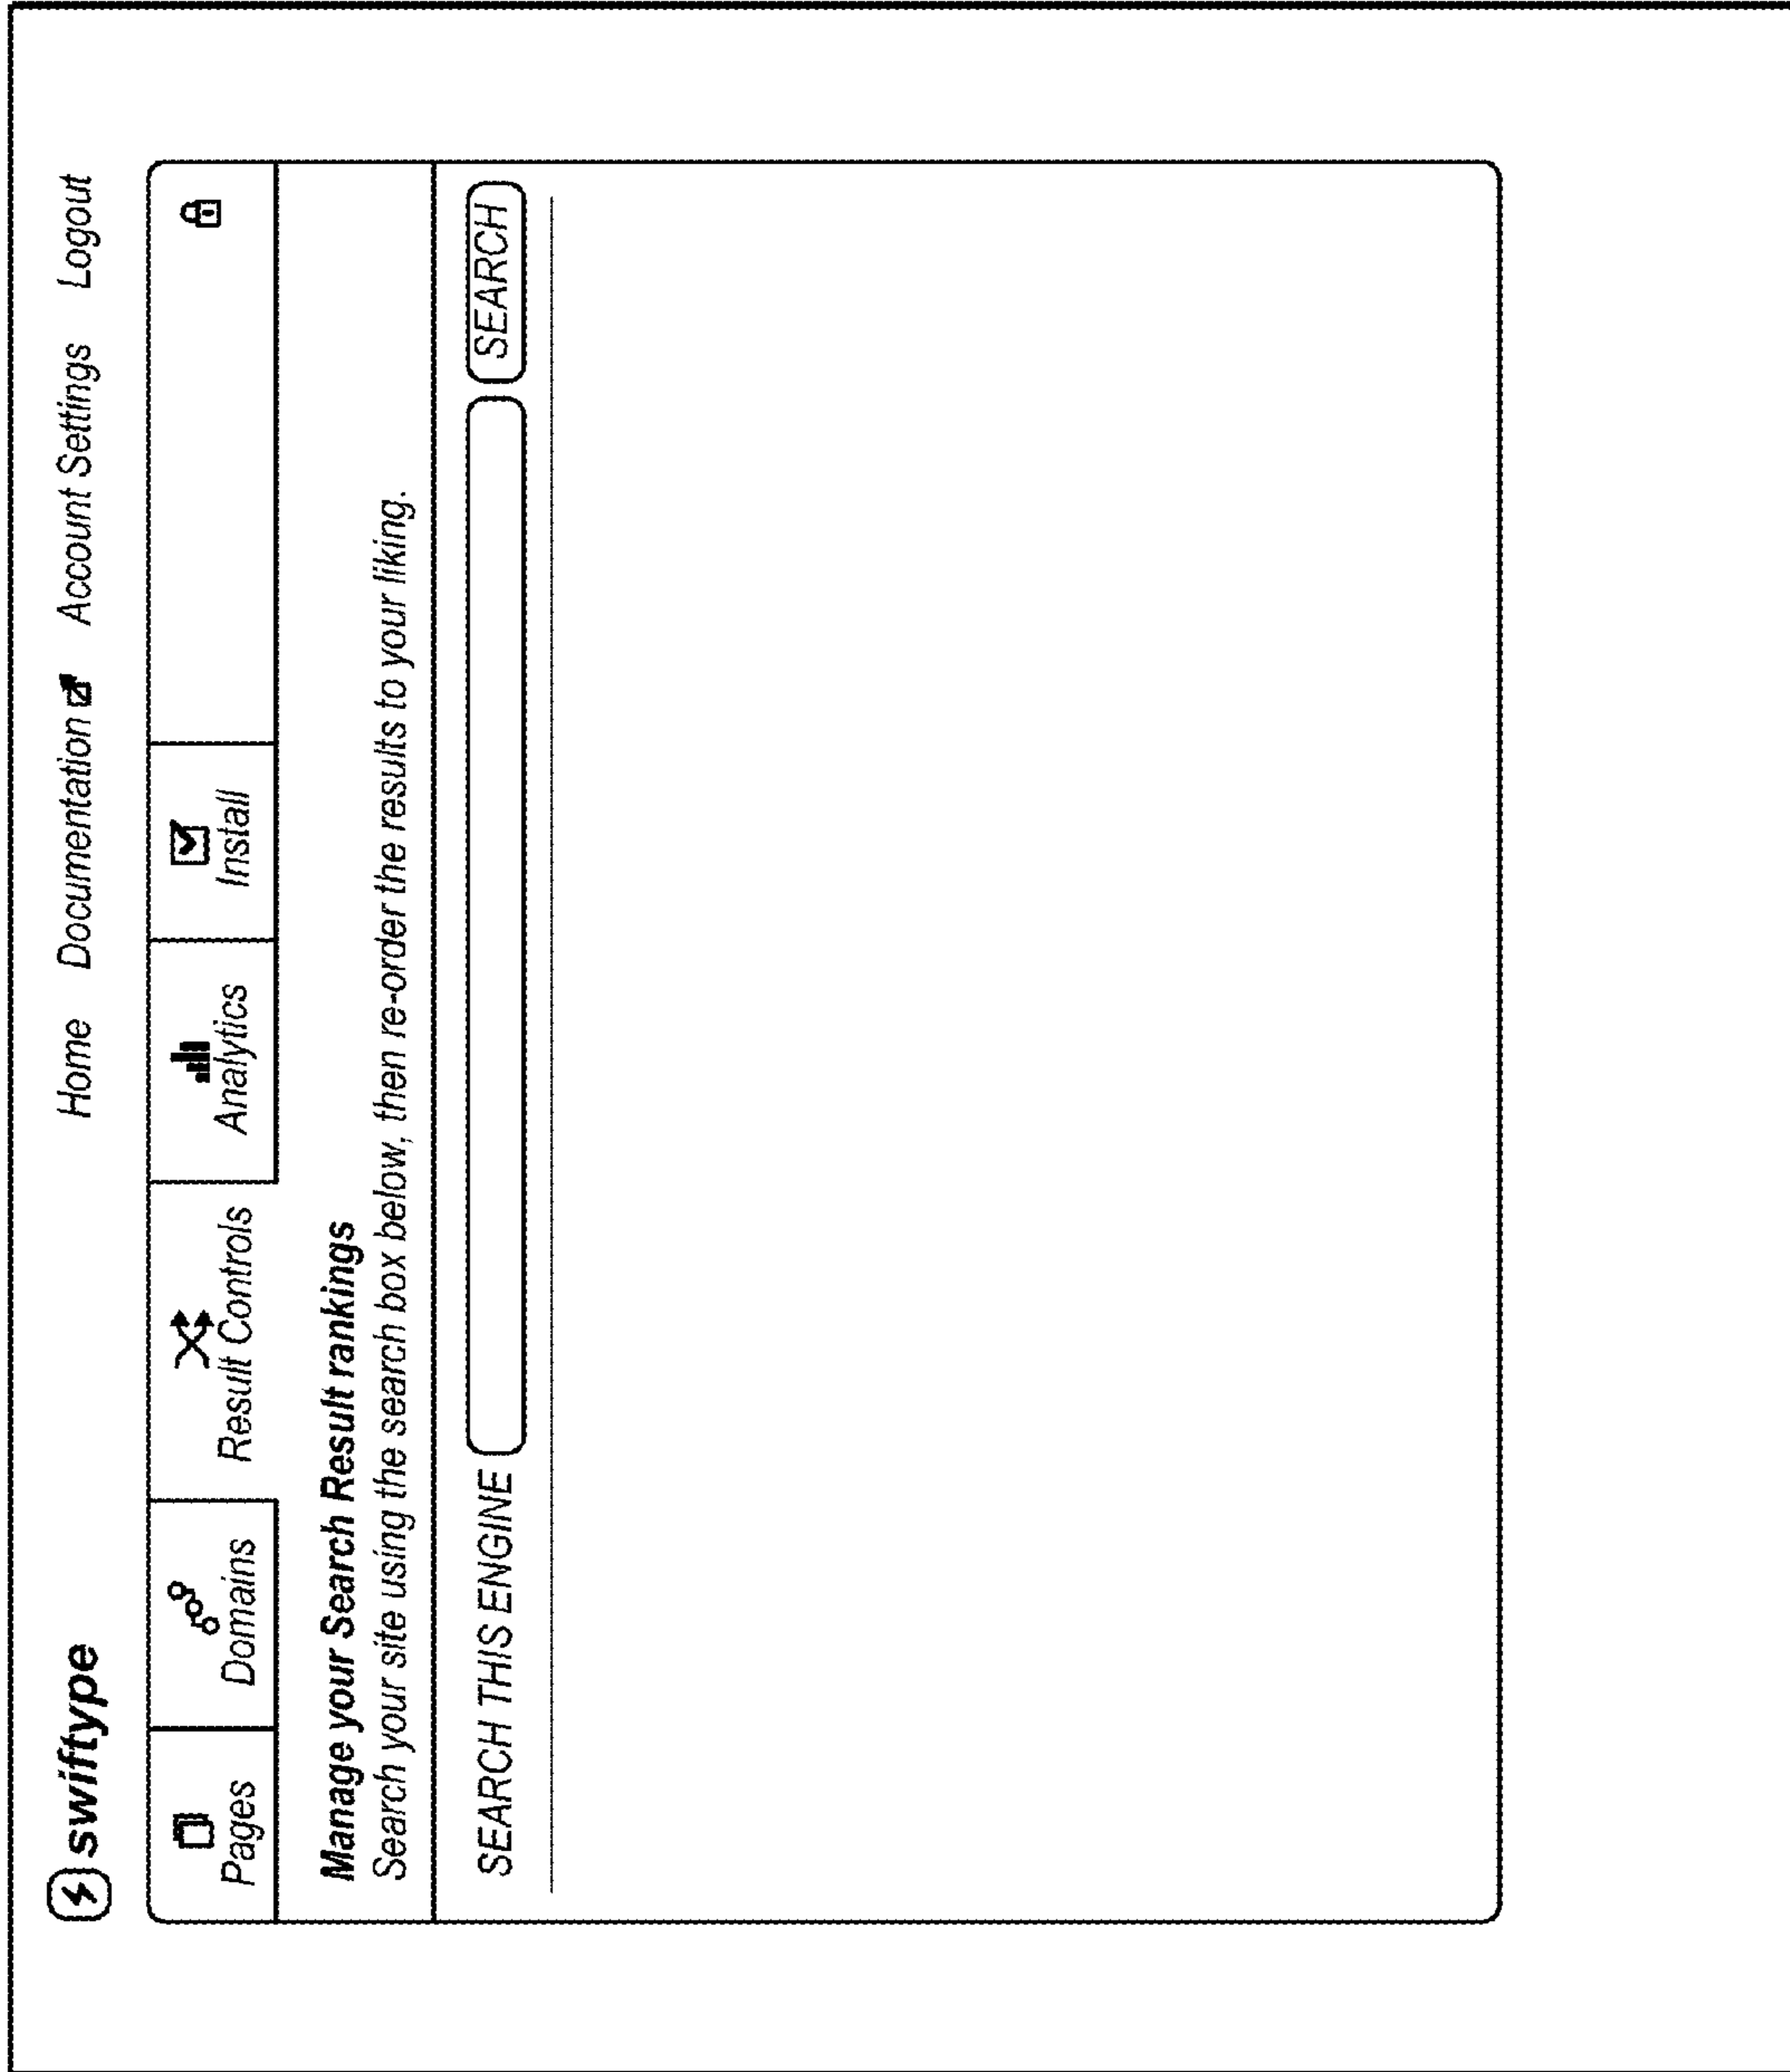 swiftype
Home Documentation Account Settings Logout
Pages Domains Result Controls Analytics Install
Manage your Search Result rankings
Search your site using the search box below, then re-order the results to your liking.
SEARCH THIS ENGINE SEARCH